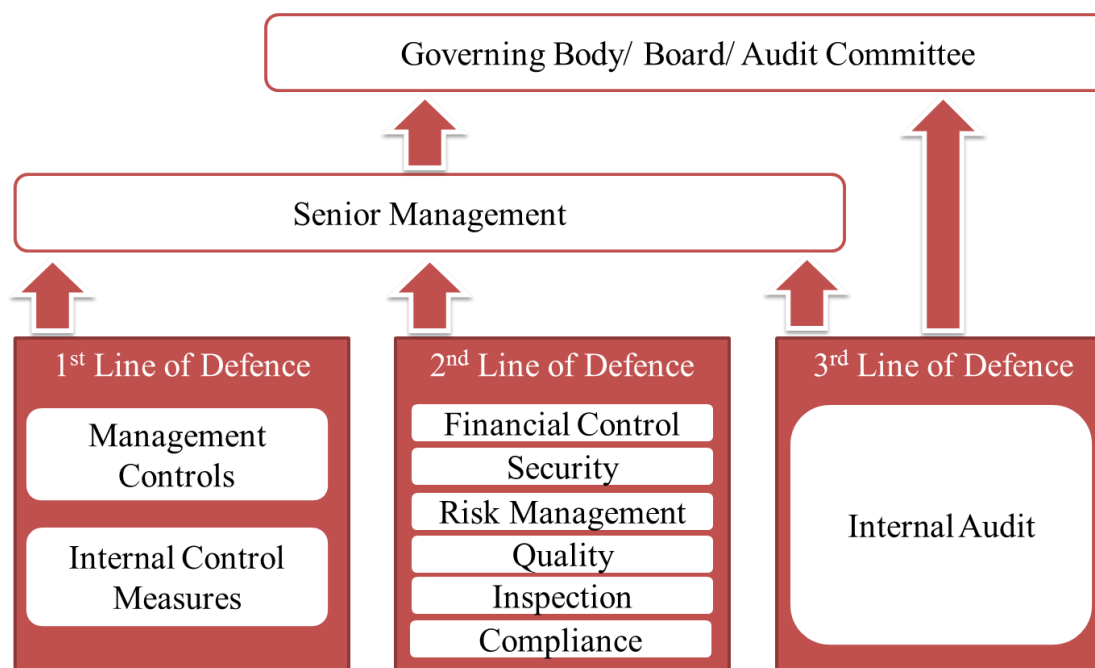 Governing Body/ Board/ Audit Committee
Senior Management
1st Line of Defence
Management
Controls
Internal Control
Measures
2nd Line of Defence
Financial Control
Security
Risk Management
Quality
Inspection
Compliance
3rd Line of Defence
Internal Audit